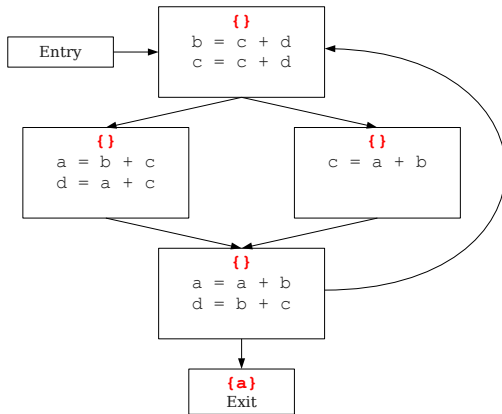 {}
b = c + d
c = c + d
Entry
{}
a = b + c
d = a + c
{}
c = a + b
{}
a = a + b
d = b + c
{a}
Exit